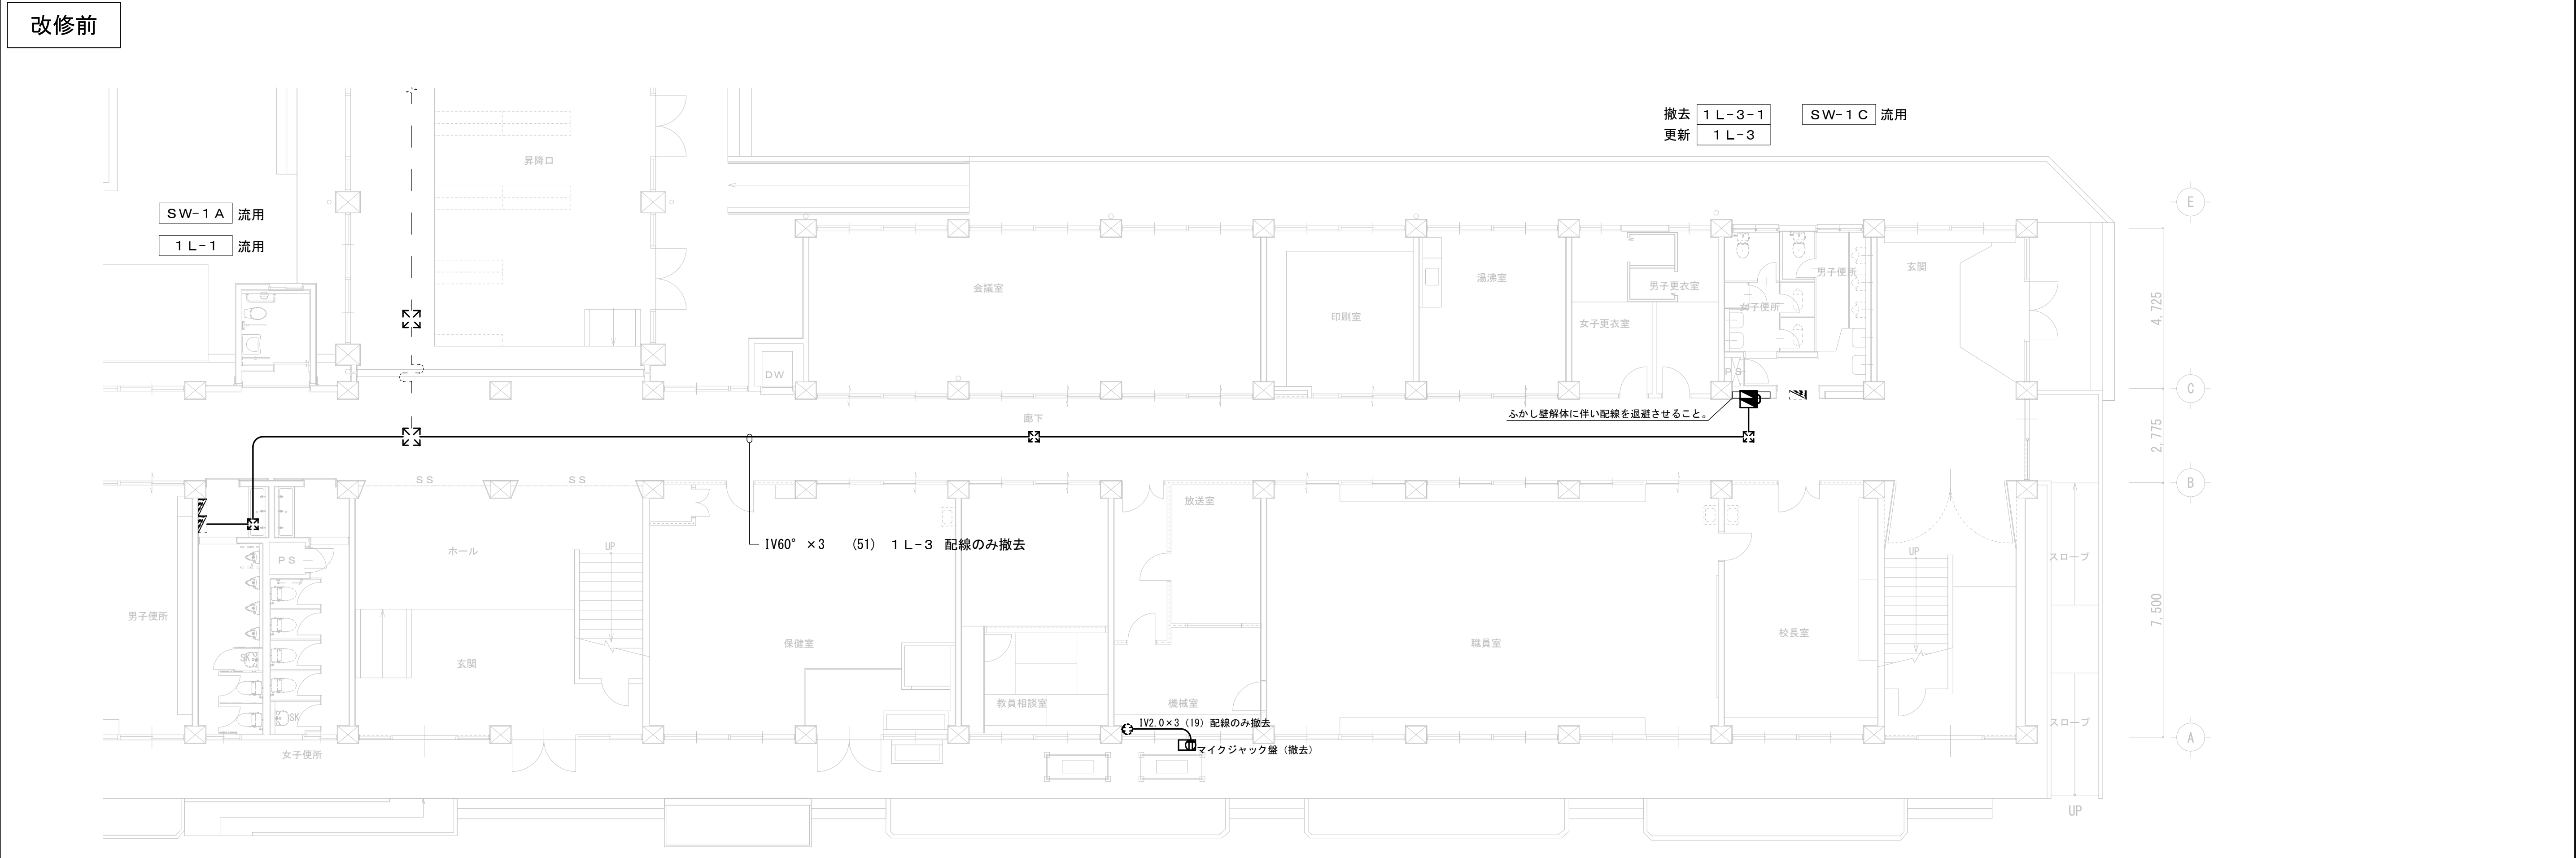 改修前
撤去 1L-3-1 SW-1C 流用
更新 1L-3
昇降口
SW-1A 流用
1L-1 流用
E
会議室
印刷室
湯沸室
男子更衣室
女子更衣室
女子便所
男子便所
玄関
4,725
DW
PS
C
ふかし壁解体に伴い配線を退避させること。
廊下
2,775
SS
SS
B
放送室
IV60°×3 (51) 1L-3 配線のみ撤去
ホール
UP
UP
スロープ
PS
7,500
男子便所
保健室
職員室
校長室
SK
玄関
教員相談室
機械室
SK
IV2.0×3 (19) 配線のみ撤去
スロープ
A
マイクジャック盤（撤去）
女子便所
UP